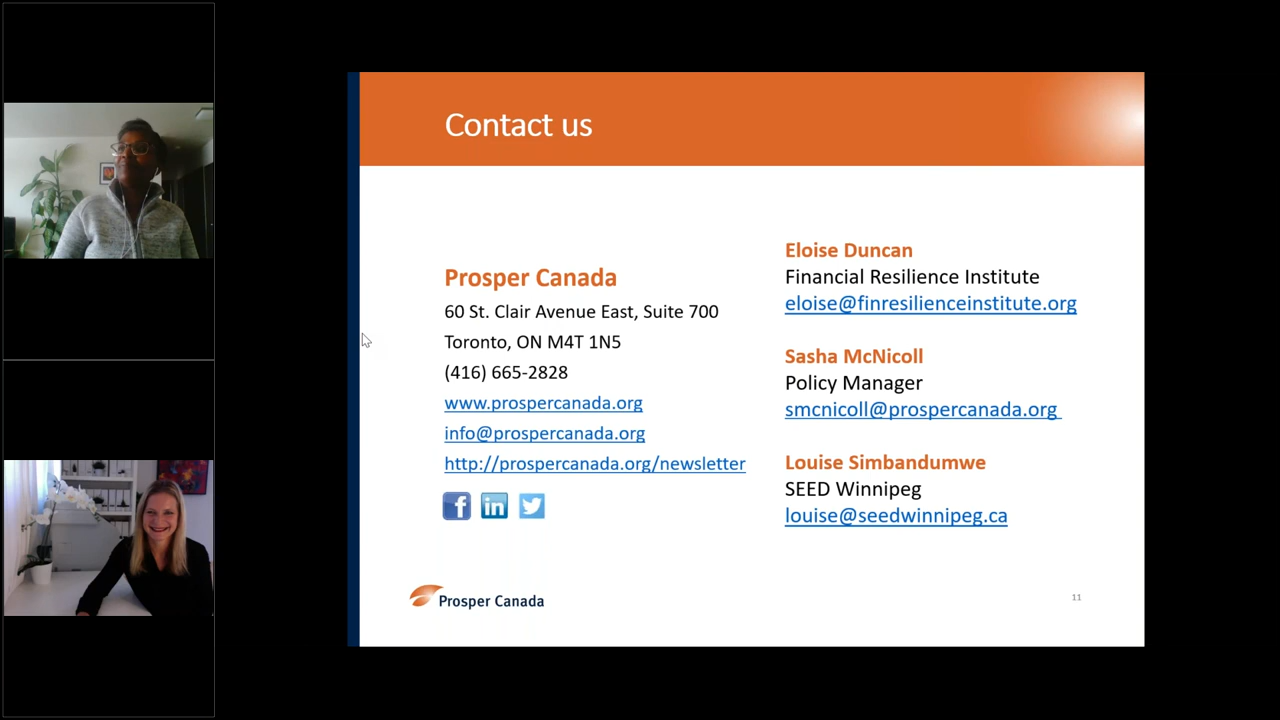 Contact us
Prosper Canada
60 St. Clair Avenue East, Suite 700
Toronto, ON M4T 1N5
(416) 665-2828
www.prospercanada.org
info@prospercanada.org
http://prospercanada.org/newsletter
Eloise Duncan
Financial Resilience Institute
eloise@finresilienceinstitute.org
Sasha McNicoll
Policy Manager
smcnicoll@prospercanada.org
Louise Simbandumwe
SEED Winnipeg
louise@seedwinnipeg.ca
f in
Prosper Canada
11